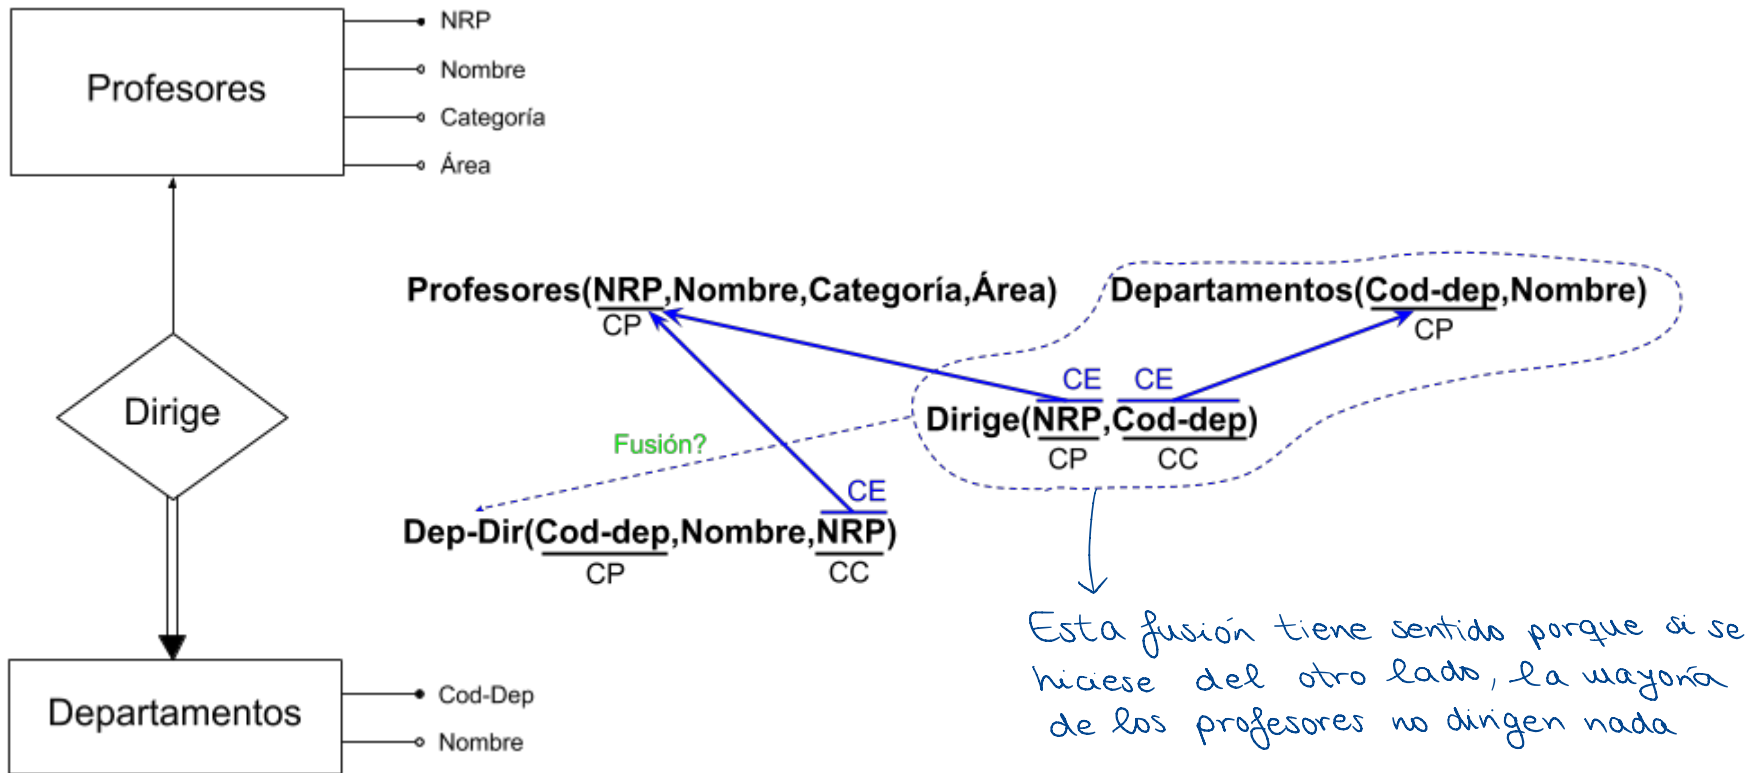 Profesores
NRP
Nombre
Categoría
Área
Dirige
Departamentos
Cod-Dep
Nombre
Profesores(NRP,Nombre,Categoría,Área)
CP
Departamentos(Cod-dep,Nombre)
CP
CE CE
Dirige(NRP,Cod-dep)
CP CC
Fusión?
CE
Dep-Dir(Cod-dep,Nombre,NRP)
CP CC
Esta fusión tiene sentido porque si se
hiciese del otro lado, la mayoría
de los profesores no dirigen nada